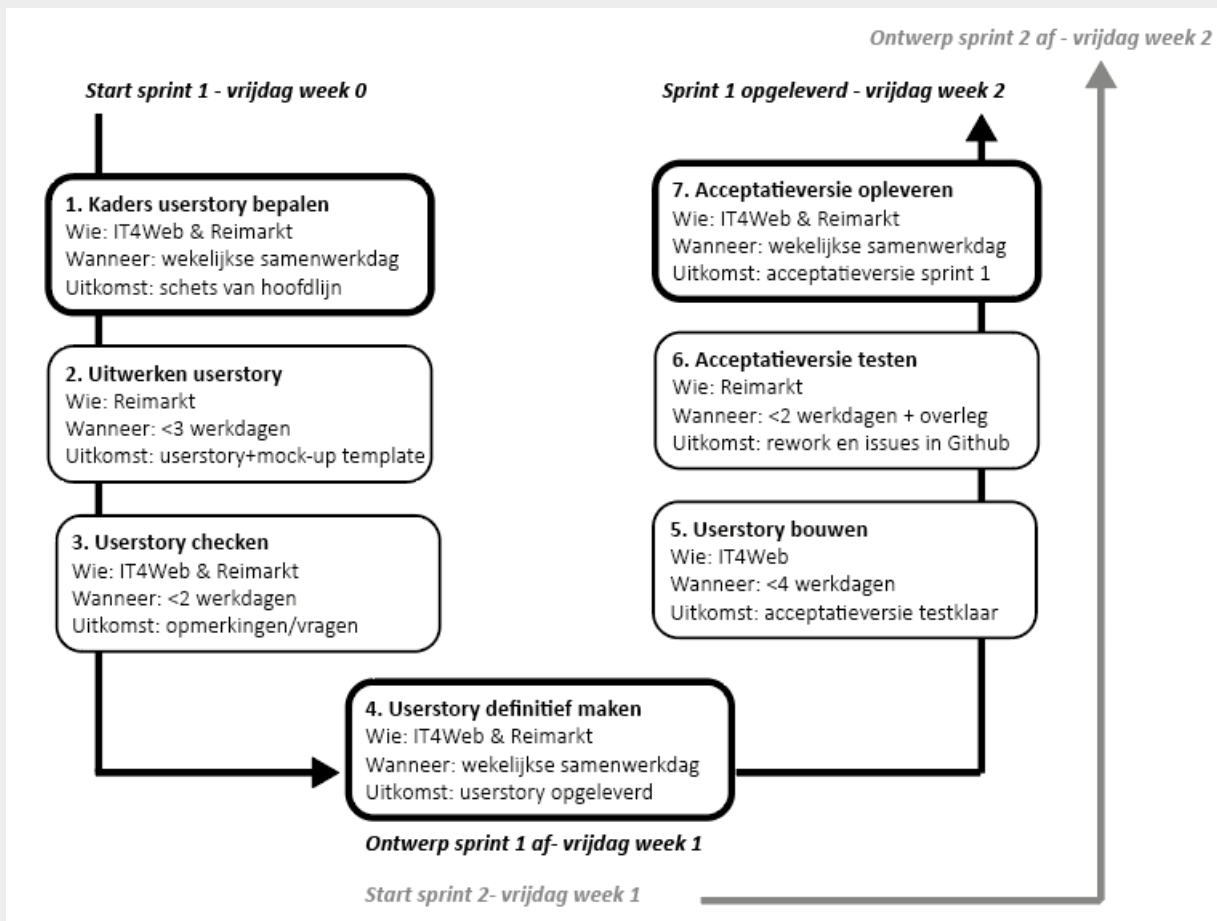 Ontwerp sprint 2 af - vrijdag week 2
Start sprint 1 - vrijdag week 0
Sprint 1 opgeleverd - vrijdag week 2
1. Kaders userstory bepalen
Wie: IT4Web & Reimarkt
Wanneer: wekelijkse samenwerkdag
Uitkomst: schets van hoofdlijn
2. Uitwerken userstory
Wie: Reimarkt
Wanneer: <3 werkdagen
Uitkomst: userstory+mock-up template
3. Userstory checken
Wie: IT4Web & Reimarkt
Wanneer: <2 werkdagen
Uitkomst: opmerkingen/vragen
4. Userstory definitief maken
Wie: IT4Web & Reimarkt
Wanneer: wekelijkse samenwerkdag
Uitkomst: userstory opgeleverd
Ontwerp sprint 1 af- vrijdag week 1
Start sprint 2- vrijdag week 1
7. Acceptatieversie opleveren
Wie: IT4Web & Reimarkt
Wanneer: wekelijkse samenwerkdag
Uitkomst: acceptatieversie sprint 1
6. Acceptatieversie testen
Wie: Reimarkt
Wanneer: <2 werkdagen + overleg
Uitkomst: rework en issues in Github
5. Userstory bouwen
Wie: IT4Web
Wanneer: <4 werkdagen
Uitkomst: acceptatieversie testklaar